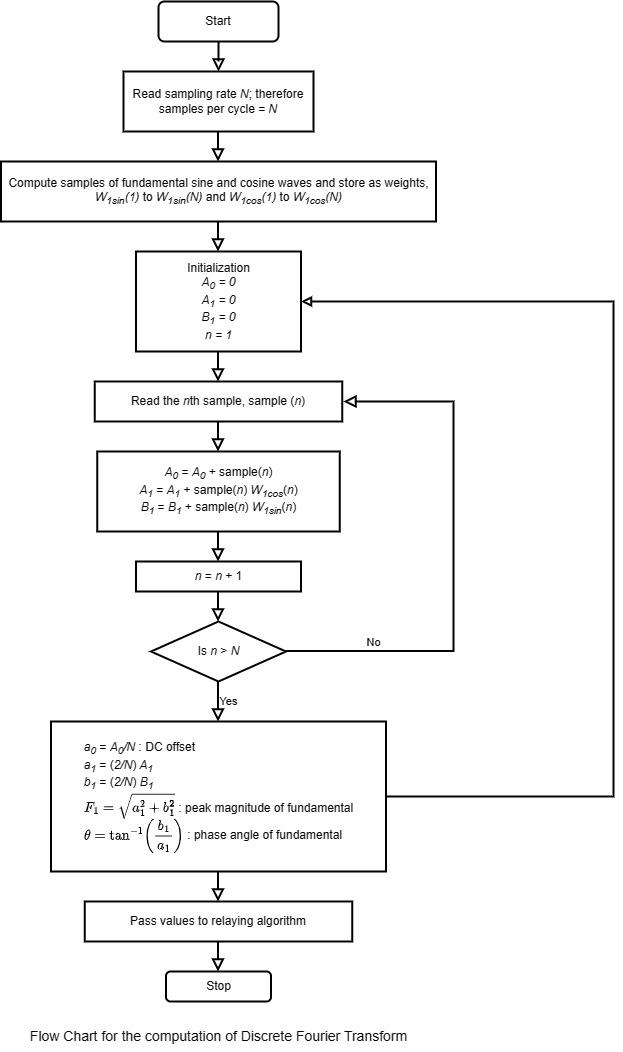 Start
Read sampling rate N; therefore
samples per cycle = N
Compute samples of fundamental sine and cosine waves and store as weights,
W₁sin(1) to W₁sin(N) and W₁cos(1) to W₁cos(N)
Initialization
A₀ = 0
A₁ = 0
B₁ = 0
n = 1
Read the nth sample, sample (n)
A₀ = A₀ + sample(n)
A₁ = A₁ + sample(n) W₁cos(n)
B₁ = B₁ + sample(n) W₁sin(n)
n = n + 1
Is n > N
No
Yes
a₀ = A₀/N : DC offset
a₁ = (2/N) A₁
b₁ = (2/N) B₁
F₁ = √(a₁² + b₁²) : peak magnitude of fundamental
θ = tan⁻¹(b₁/a₁) : phase angle of fundamental
Pass values to relaying algorithm
Stop
Flow Chart for the computation of Discrete Fourier Transform